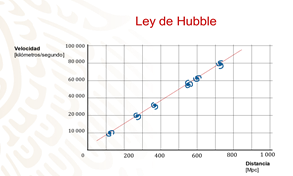 Ley de Hubble
Velocidad
[kilómetros/segundo]
100 000
80 000
60 000
40 000
20 000
10 000
0 200 400 600 800 1 000
Distancia
[Mpc]